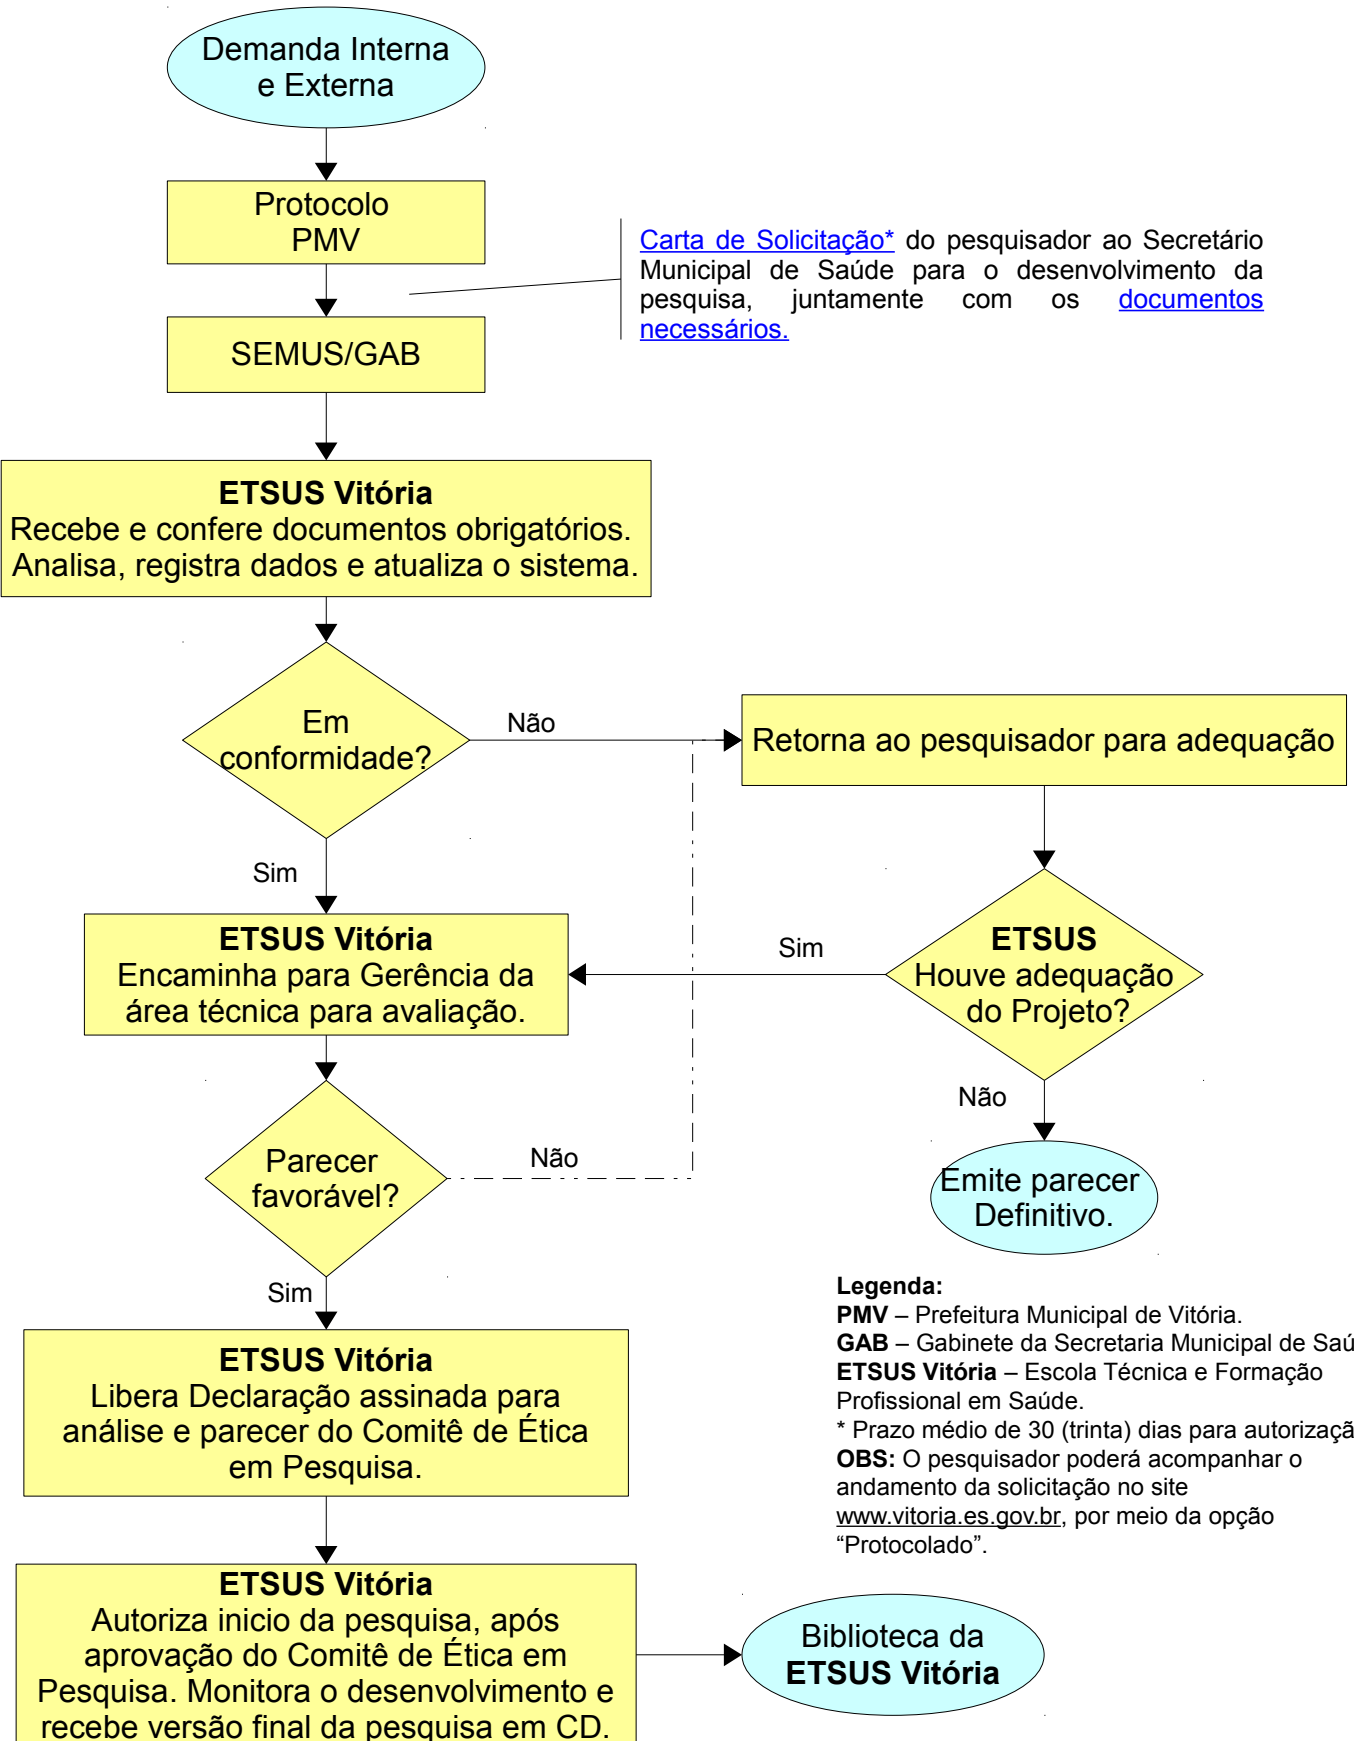 Demanda Interna
e Externa
Protocolo
PMV
Carta de Solicitação* do pesquisador ao Secretário
Municipal de Saúde para o desenvolvimento da
pesquisa, juntamente com os documentos
necessários.
SEMUS/GAB
ETSUS Vitória
Recebe e confere documentos obrigatórios.
Analisa, registra dados e atualiza o sistema.
Em
conformidade?
Não
Retorna ao pesquisador para adequação
Sim
ETSUS Vitória
Encaminha para Gerência da
área técnica para avaliação.
Sim
ETSUS
Houve adequação
do Projeto?
Não
Emite parecer
Definitivo.
Parecer
favorável?
Não
Sim
ETSUS Vitória
Libera Declaração assinada para
análise e parecer do Comitê de Ética
em Pesquisa.
Legenda:
PMV – Prefeitura Municipal de Vitória.
GAB – Gabinete da Secretaria Municipal de Saú
ETSUS Vitória – Escola Técnica e Formação
Profissional em Saúde.
* Prazo médio de 30 (trinta) dias para autorizaçã
OBS: O pesquisador poderá acompanhar o
andamento da solicitação no site
www.vitoria.es.gov.br, por meio da opção
“Protocolado”.
ETSUS Vitória
Autoriza inicio da pesquisa, após
aprovação do Comitê de Ética em
Pesquisa. Monitora o desenvolvimento e
recebe versão final da pesquisa em CD.
Biblioteca da
ETSUS Vitória